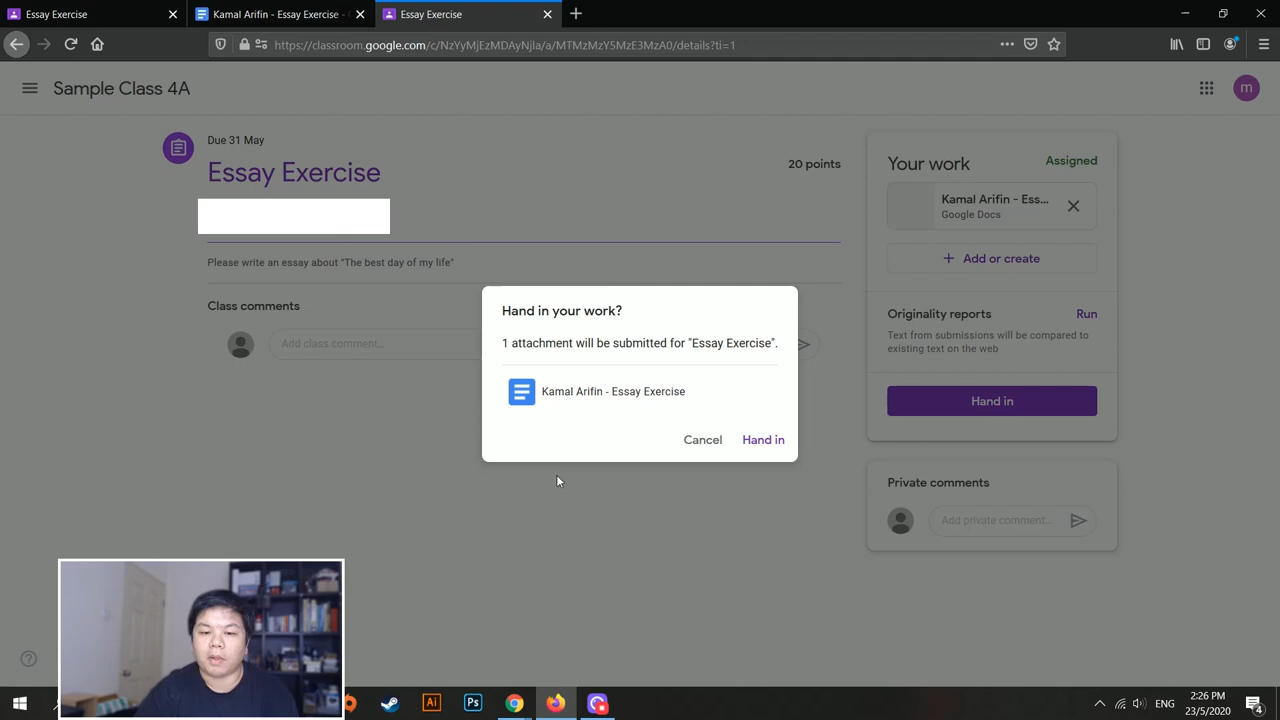 Essay Exercise
Kamal Arifin - Essay Exercise -
Essay Exercise
https://classroom.google.com/c/NzYyMjEzMDAyNjla/a/MTMzMzY5MzE3MzA0/details?ti=1
Sample Class 4A
m
Due 31 May
Essay Exercise
20 points
Please write an essay about "The best day of my life"
Class comments
Add class comment...
Your work
Assigned
Kamal Arifin - Ess...
Google Docs
+ Add or create
Originality reports
Run
Text from submissions will be compared to
existing text on the web
Hand in
Private comments
Add private comment...
Hand in your work?
1 attachment will be submitted for "Essay Exercise".
Kamal Arifin - Essay Exercise
Cancel
Hand in
Ai
Ps
ENG
2:26 PM
23/5/2020
4